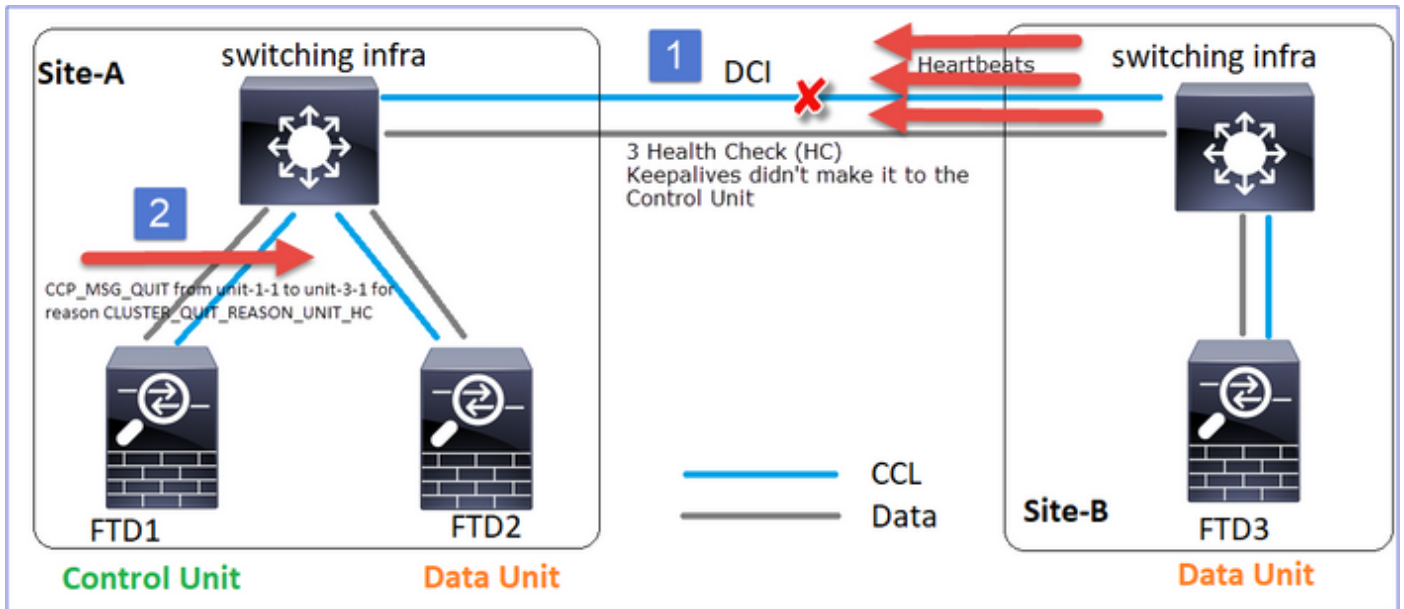 Site-A
switching infra
1
DCI
Heartbeats
switching infra
3 Health Check (HC)
Keepalives didn't make it to the
Control Unit
2
CCP_MSG_QUIT from unit-1-1 to unit-3-1 for
reason CLUSTER_QUIT_REASON_UNIT_HC
CCL
Data
Site-B
FTD1
FTD2
FTD3
Control Unit
Data Unit
Data Unit